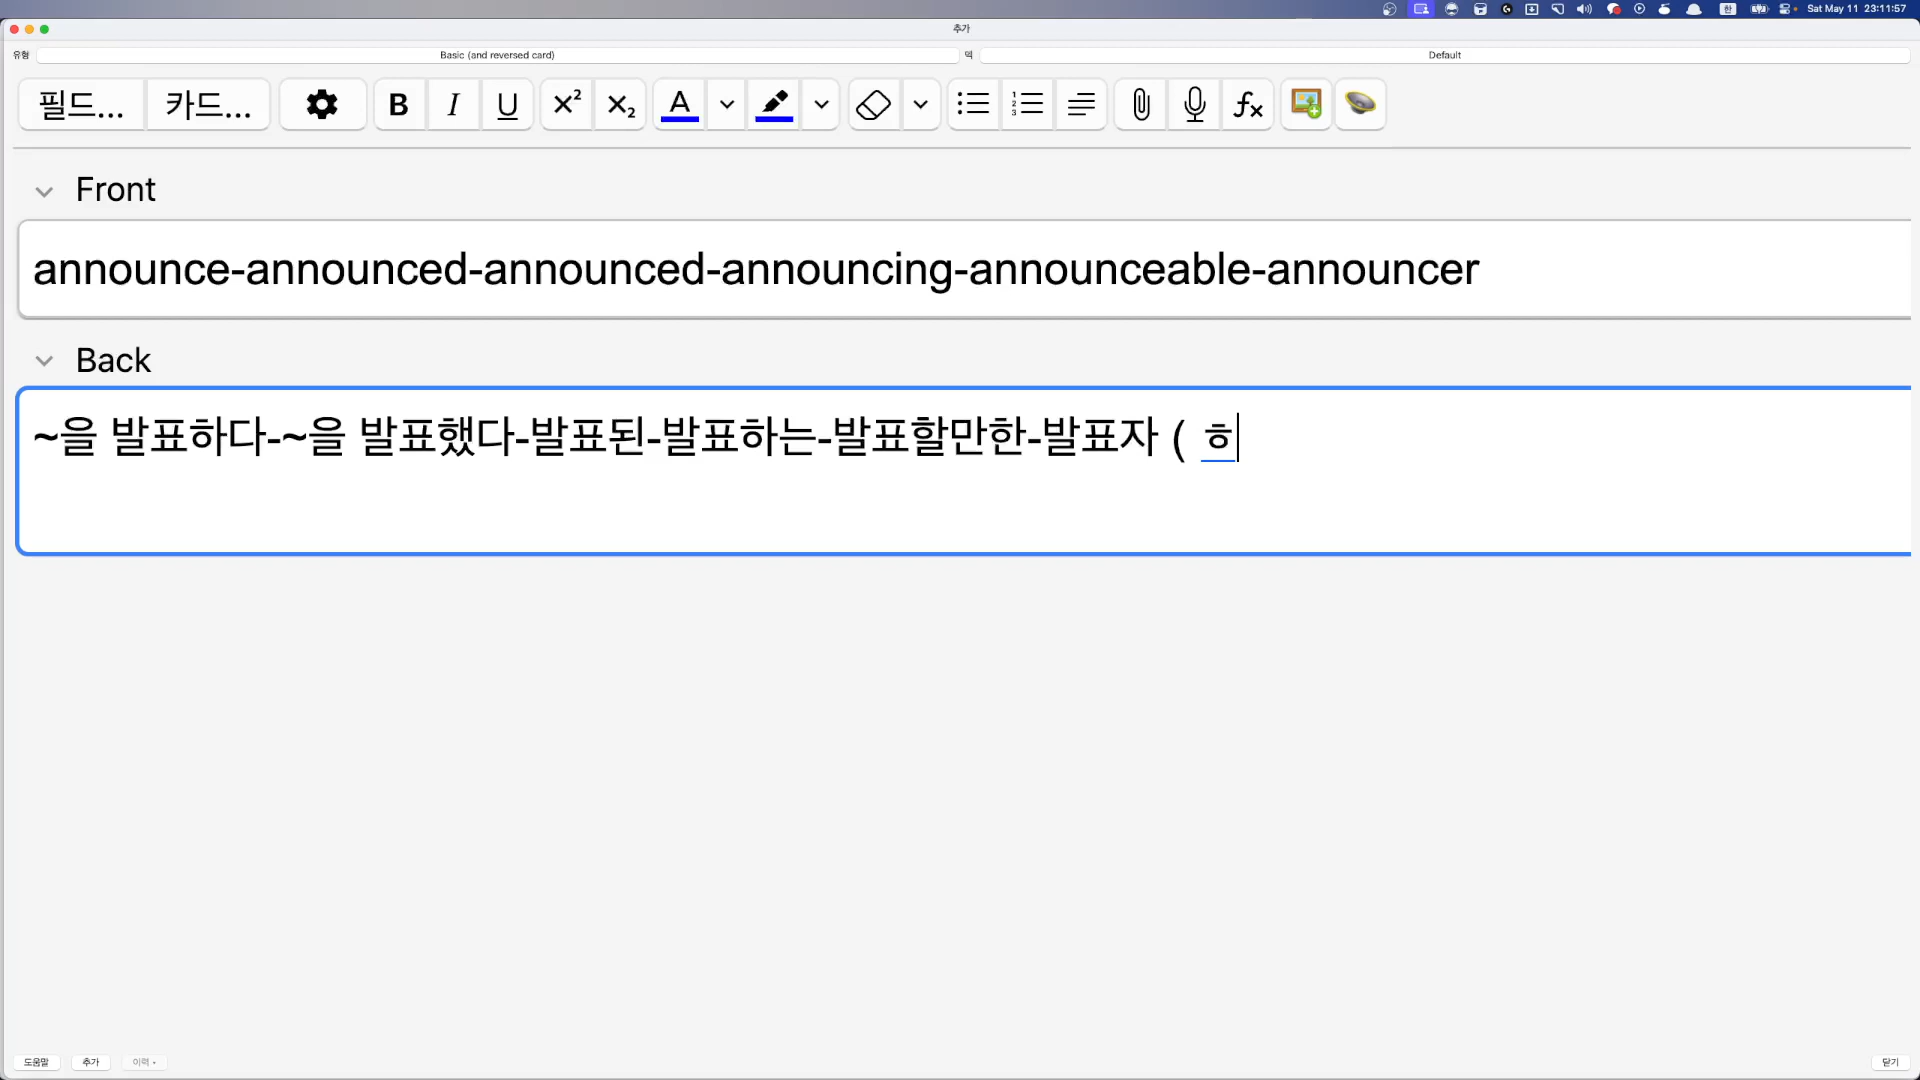 Sat May 11 23:11:57
추가
유형 Basic (and reversed card) 덱 Default
필드... 카드... B I U x² x₂ A fx
Front
announce-announced-announced-announcing-announceable-announcer
Back
~을 발표하다-~을 발표했다-발표된-발표하는-발표할만한-발표자 ( ㅎ
도움말 추가 이력 닫기